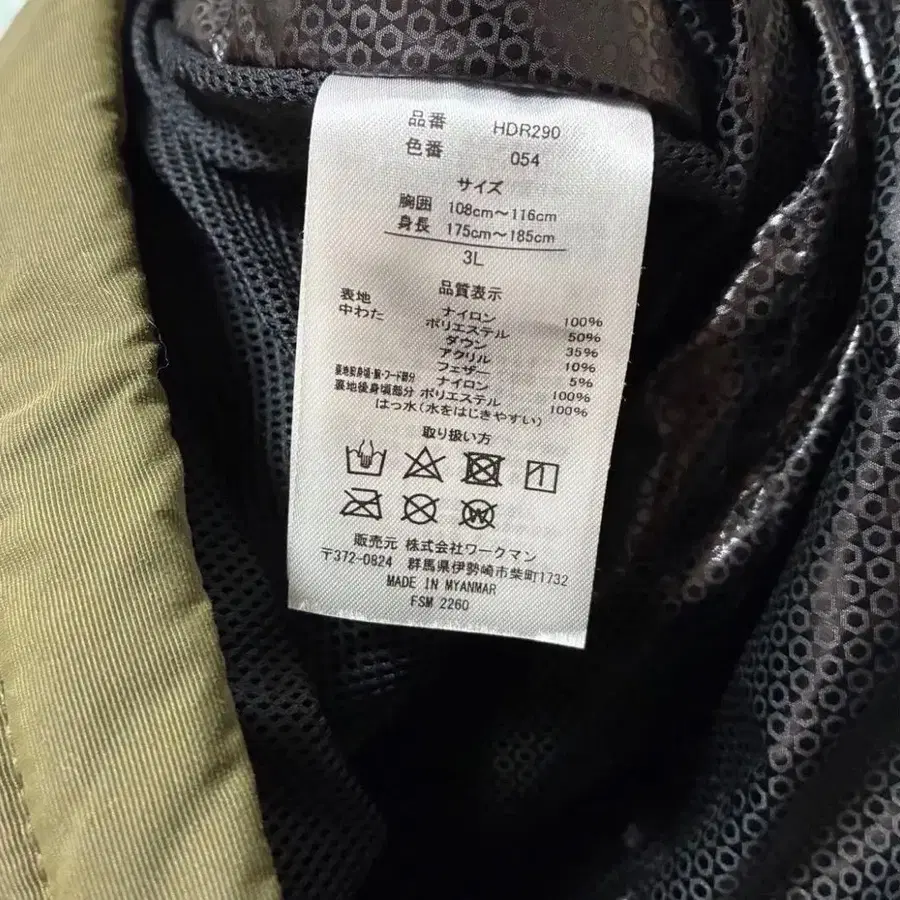 品番 HDR290
色番 054
サイズ
胸囲 108cm～116cm
身長 175cm～185cm
3L
品質表示
表地 ナイロン 100%
中わた ポリエステル 50%
ダウン 35%
アクリル 10%
フェザー 5%
裏地前身頃・脇・フード部分 ナイロン 100%
裏地後身頃部分 ポリエステル 100%
はっ水(水をはじきやすい)
取り扱い方
W
販売元 株式会社ワークマン
〒372-0824 群馬県伊勢崎市柴町1732
MADE IN MYANMAR
FSM 2260